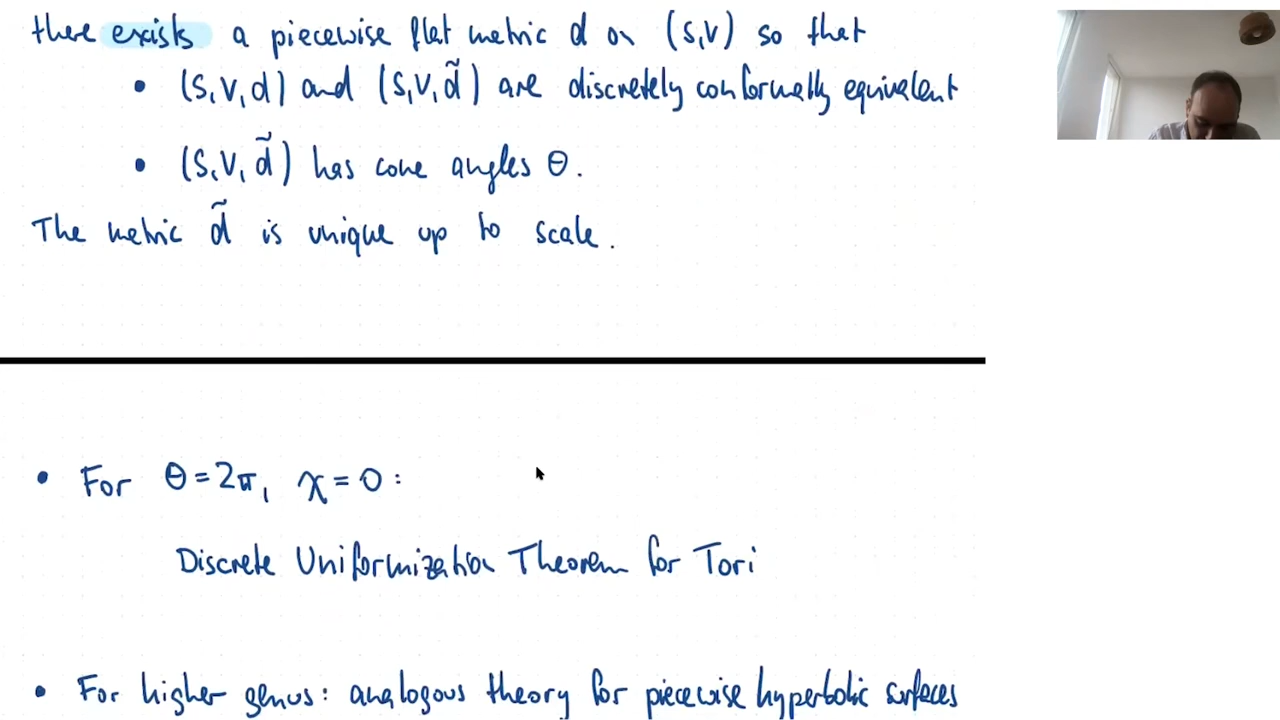 there exists a piecewise flat metric d on (S,V) so that
• (S,V,d) and (S,V,d̃) are discretely conformally equivalent
• (S,V,d̃) has cone angles Θ.
The metric d̃ is unique up to scale.
• For Θ=2π, χ=0:
Discrete Uniformization Theorem for Tori
• For higher genus: analogous theory for piecewise hyperbolic surfaces